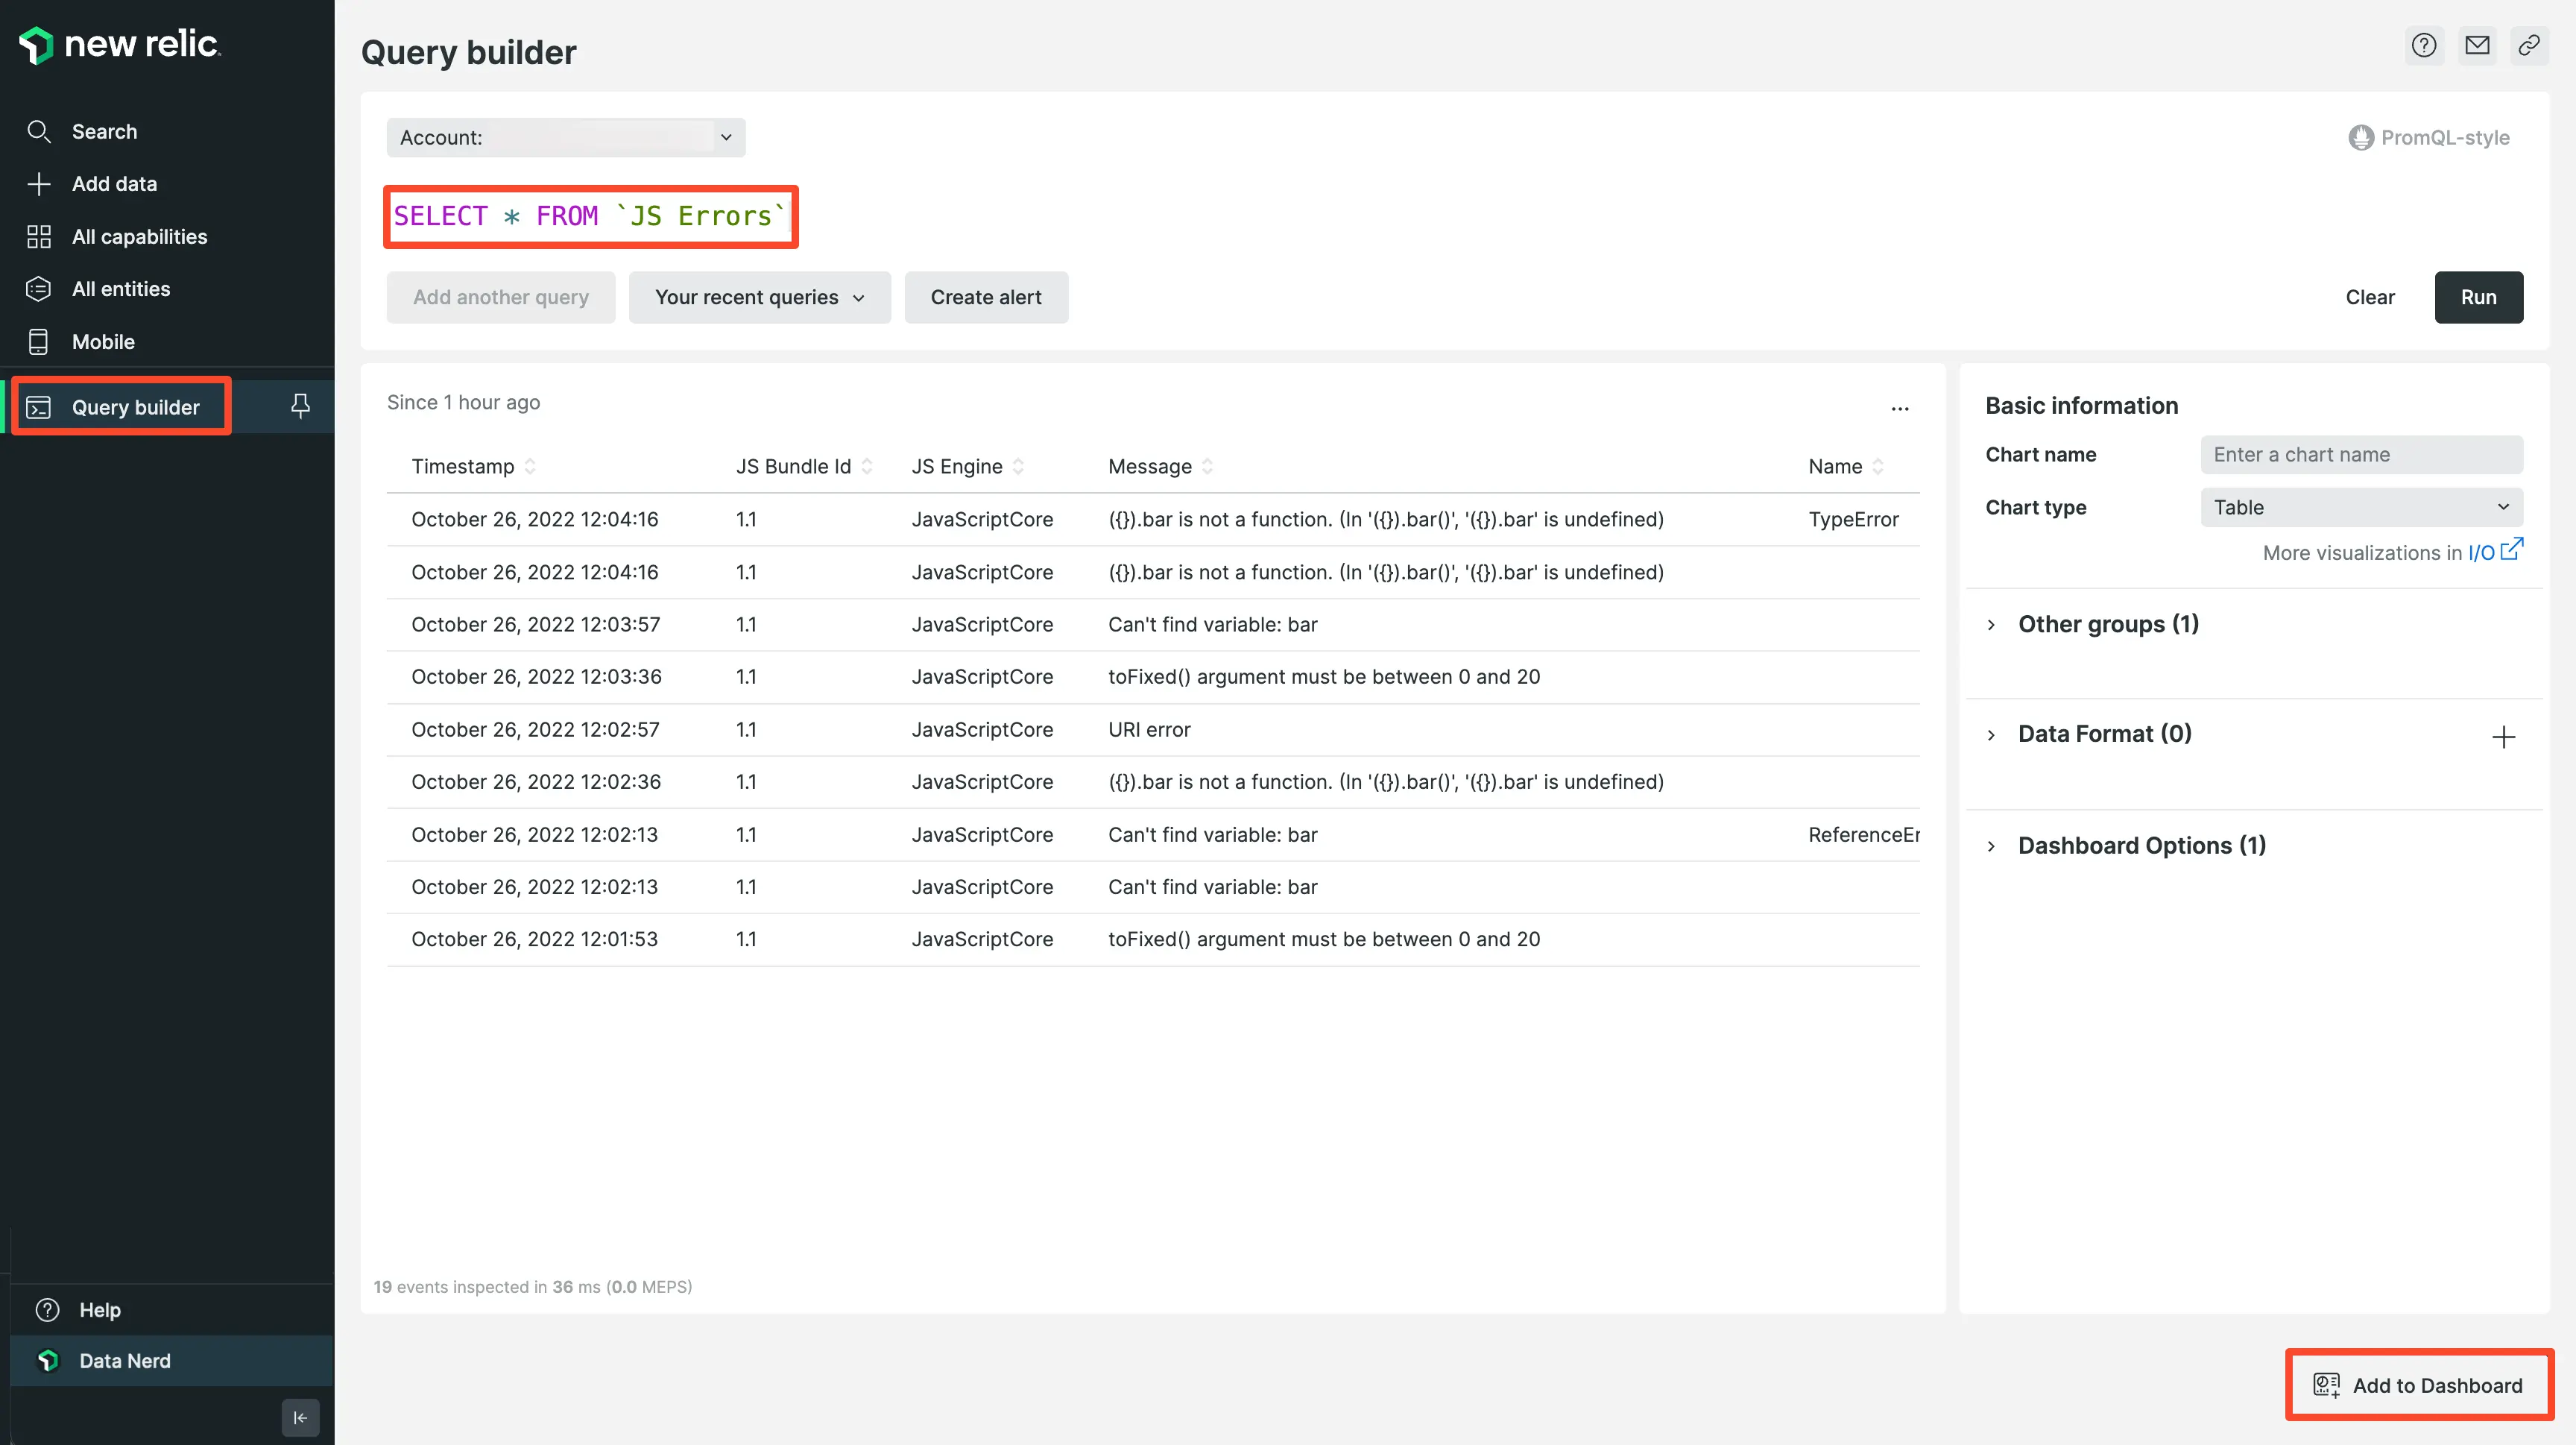 new relic
Search
Add data
All capabilities
All entities
Mobile
Query builder
Help
Data Nerd
Query builder
Account:
PromQL-style
SELECT * FROM `JS Errors`
Add another query
Your recent queries
Create alert
Clear
Run
Since 1 hour ago
...
Timestamp JS Bundle Id JS Engine Message Name
October 26, 2022 12:04:16 1.1 JavaScriptCore ({}).bar is not a function. (In '({}).bar()', '({}).bar' is undefined) TypeError
October 26, 2022 12:04:16 1.1 JavaScriptCore ({}).bar is not a function. (In '({}).bar()', '({}).bar' is undefined)
October 26, 2022 12:03:57 1.1 JavaScriptCore Can't find variable: bar
October 26, 2022 12:03:36 1.1 JavaScriptCore toFixed() argument must be between 0 and 20
October 26, 2022 12:02:57 1.1 JavaScriptCore URI error
October 26, 2022 12:02:36 1.1 JavaScriptCore ({}).bar is not a function. (In '({}).bar()', '({}).bar' is undefined)
October 26, 2022 12:02:13 1.1 JavaScriptCore Can't find variable: bar ReferenceEr
October 26, 2022 12:02:13 1.1 JavaScriptCore Can't find variable: bar
October 26, 2022 12:01:53 1.1 JavaScriptCore toFixed() argument must be between 0 and 20
19 events inspected in 36 ms (0.0 MEPS)
Basic information
Chart name Enter a chart name
Chart type Table
More visualizations in I/O
Other groups (1)
Data Format (0)
Dashboard Options (1)
Add to Dashboard